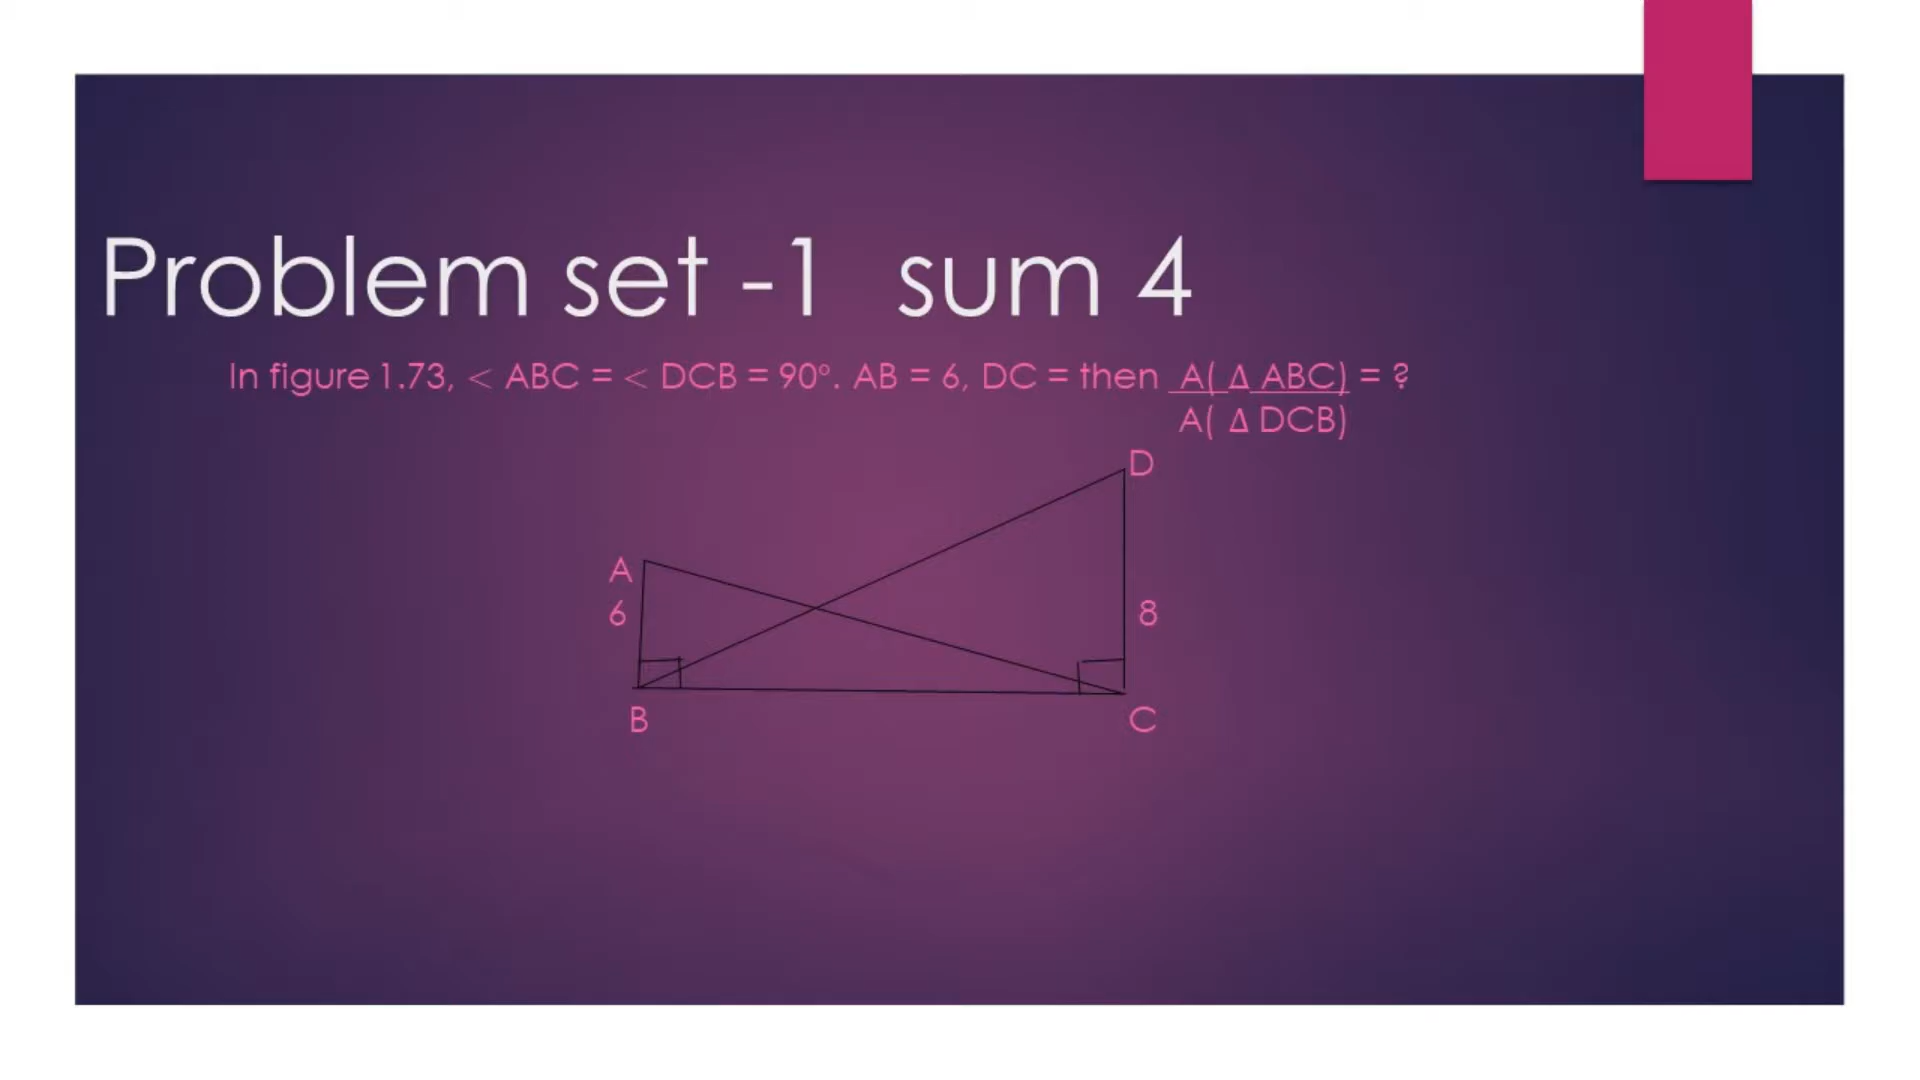 Problem set -1 sum 4
In figure 1.73, < ABC = < DCB = 90°. AB = 6, DC = then A( Δ ABC) = ?
A( Δ DCB)
D
A
6
8
B
C